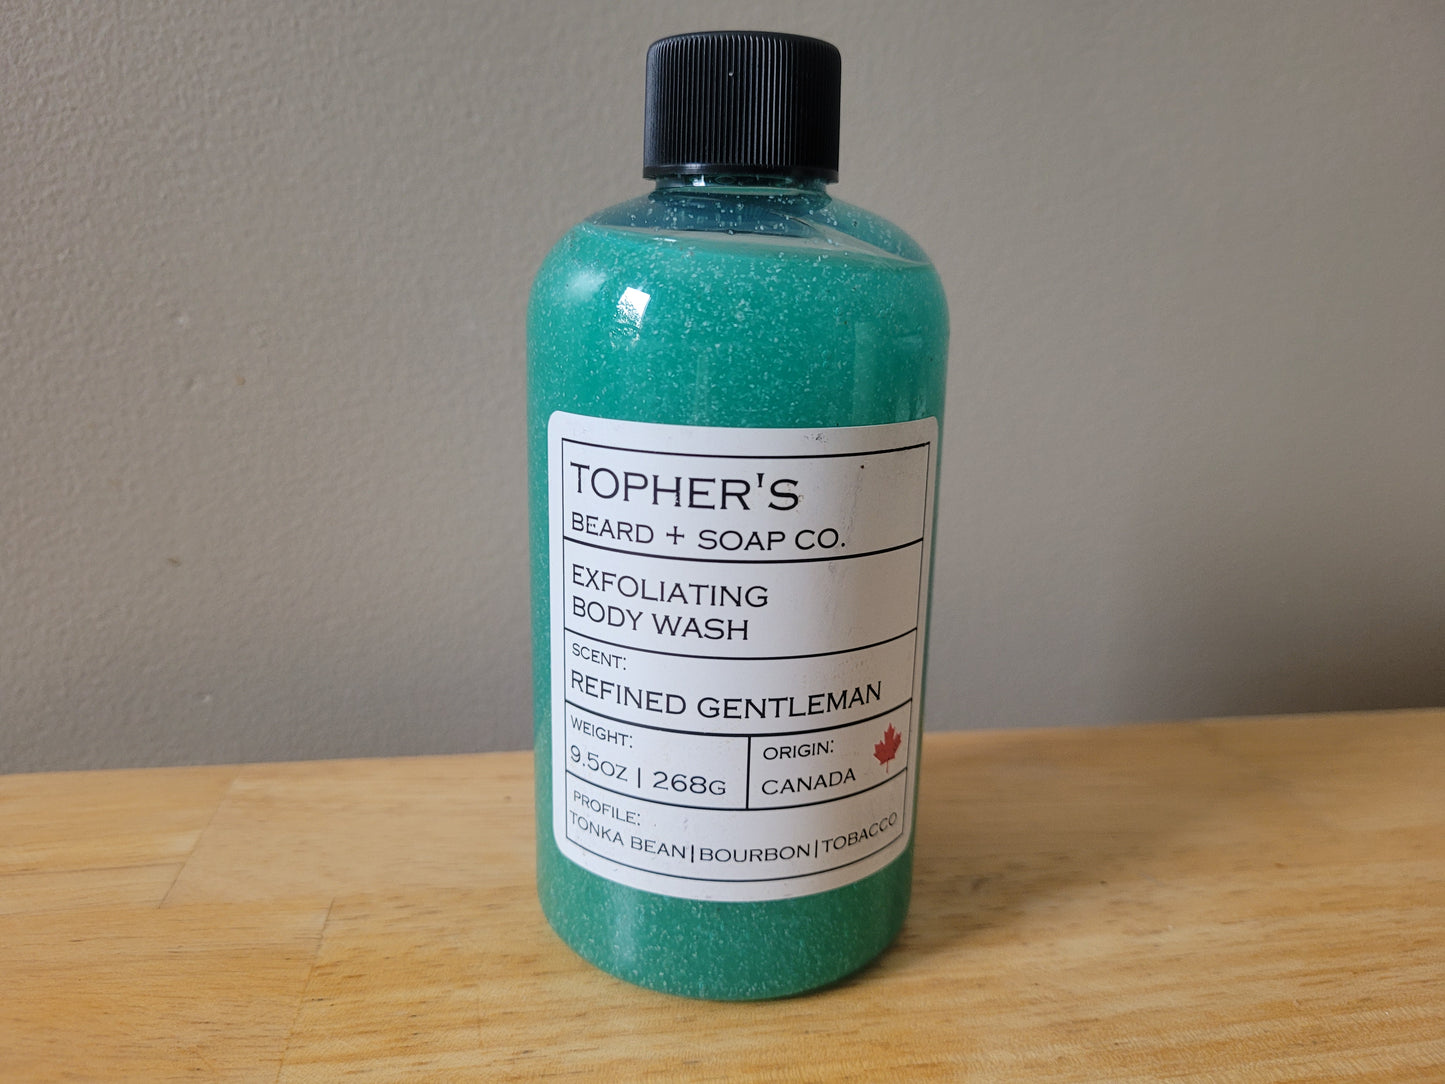 TOPHER'S
BEARD + SOAP CO.
EXFOLIATING
BODY WASH
SCENT:
REFINED GENTLEMAN
WEIGHT:
9.5OZ | 268G
ORIGIN:
CANADA
PROFILE:
TONKA BEAN|BOURBON|TOBACCO